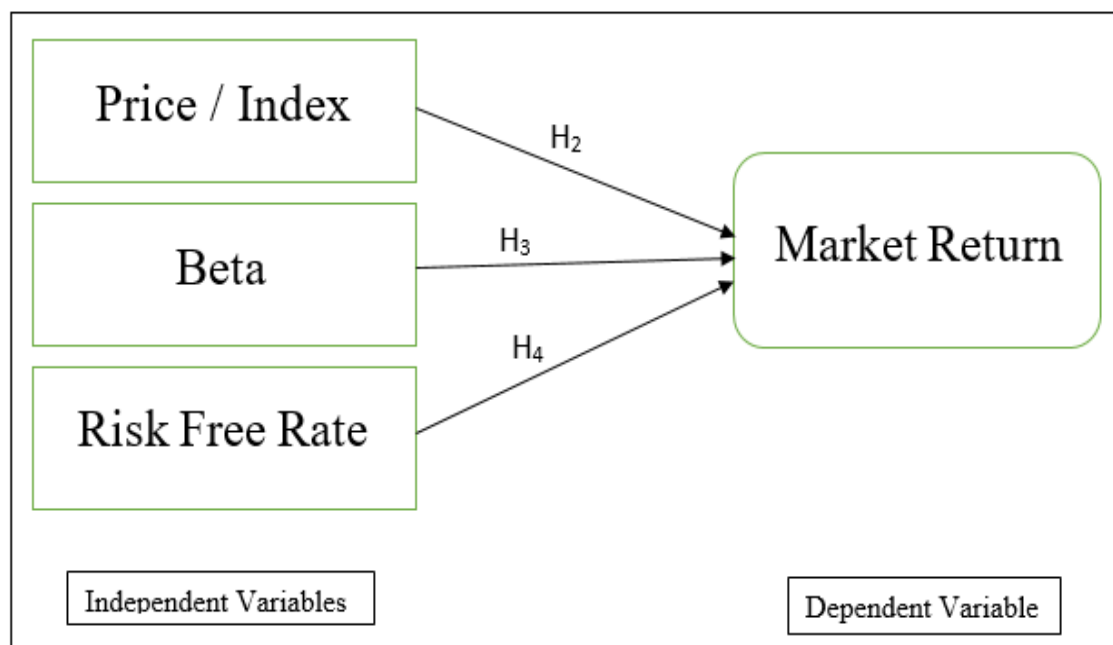 Price / Index
H₂
Beta
H₃
Market Return
H₄
Risk Free Rate
Independent Variables
Dependent Variable